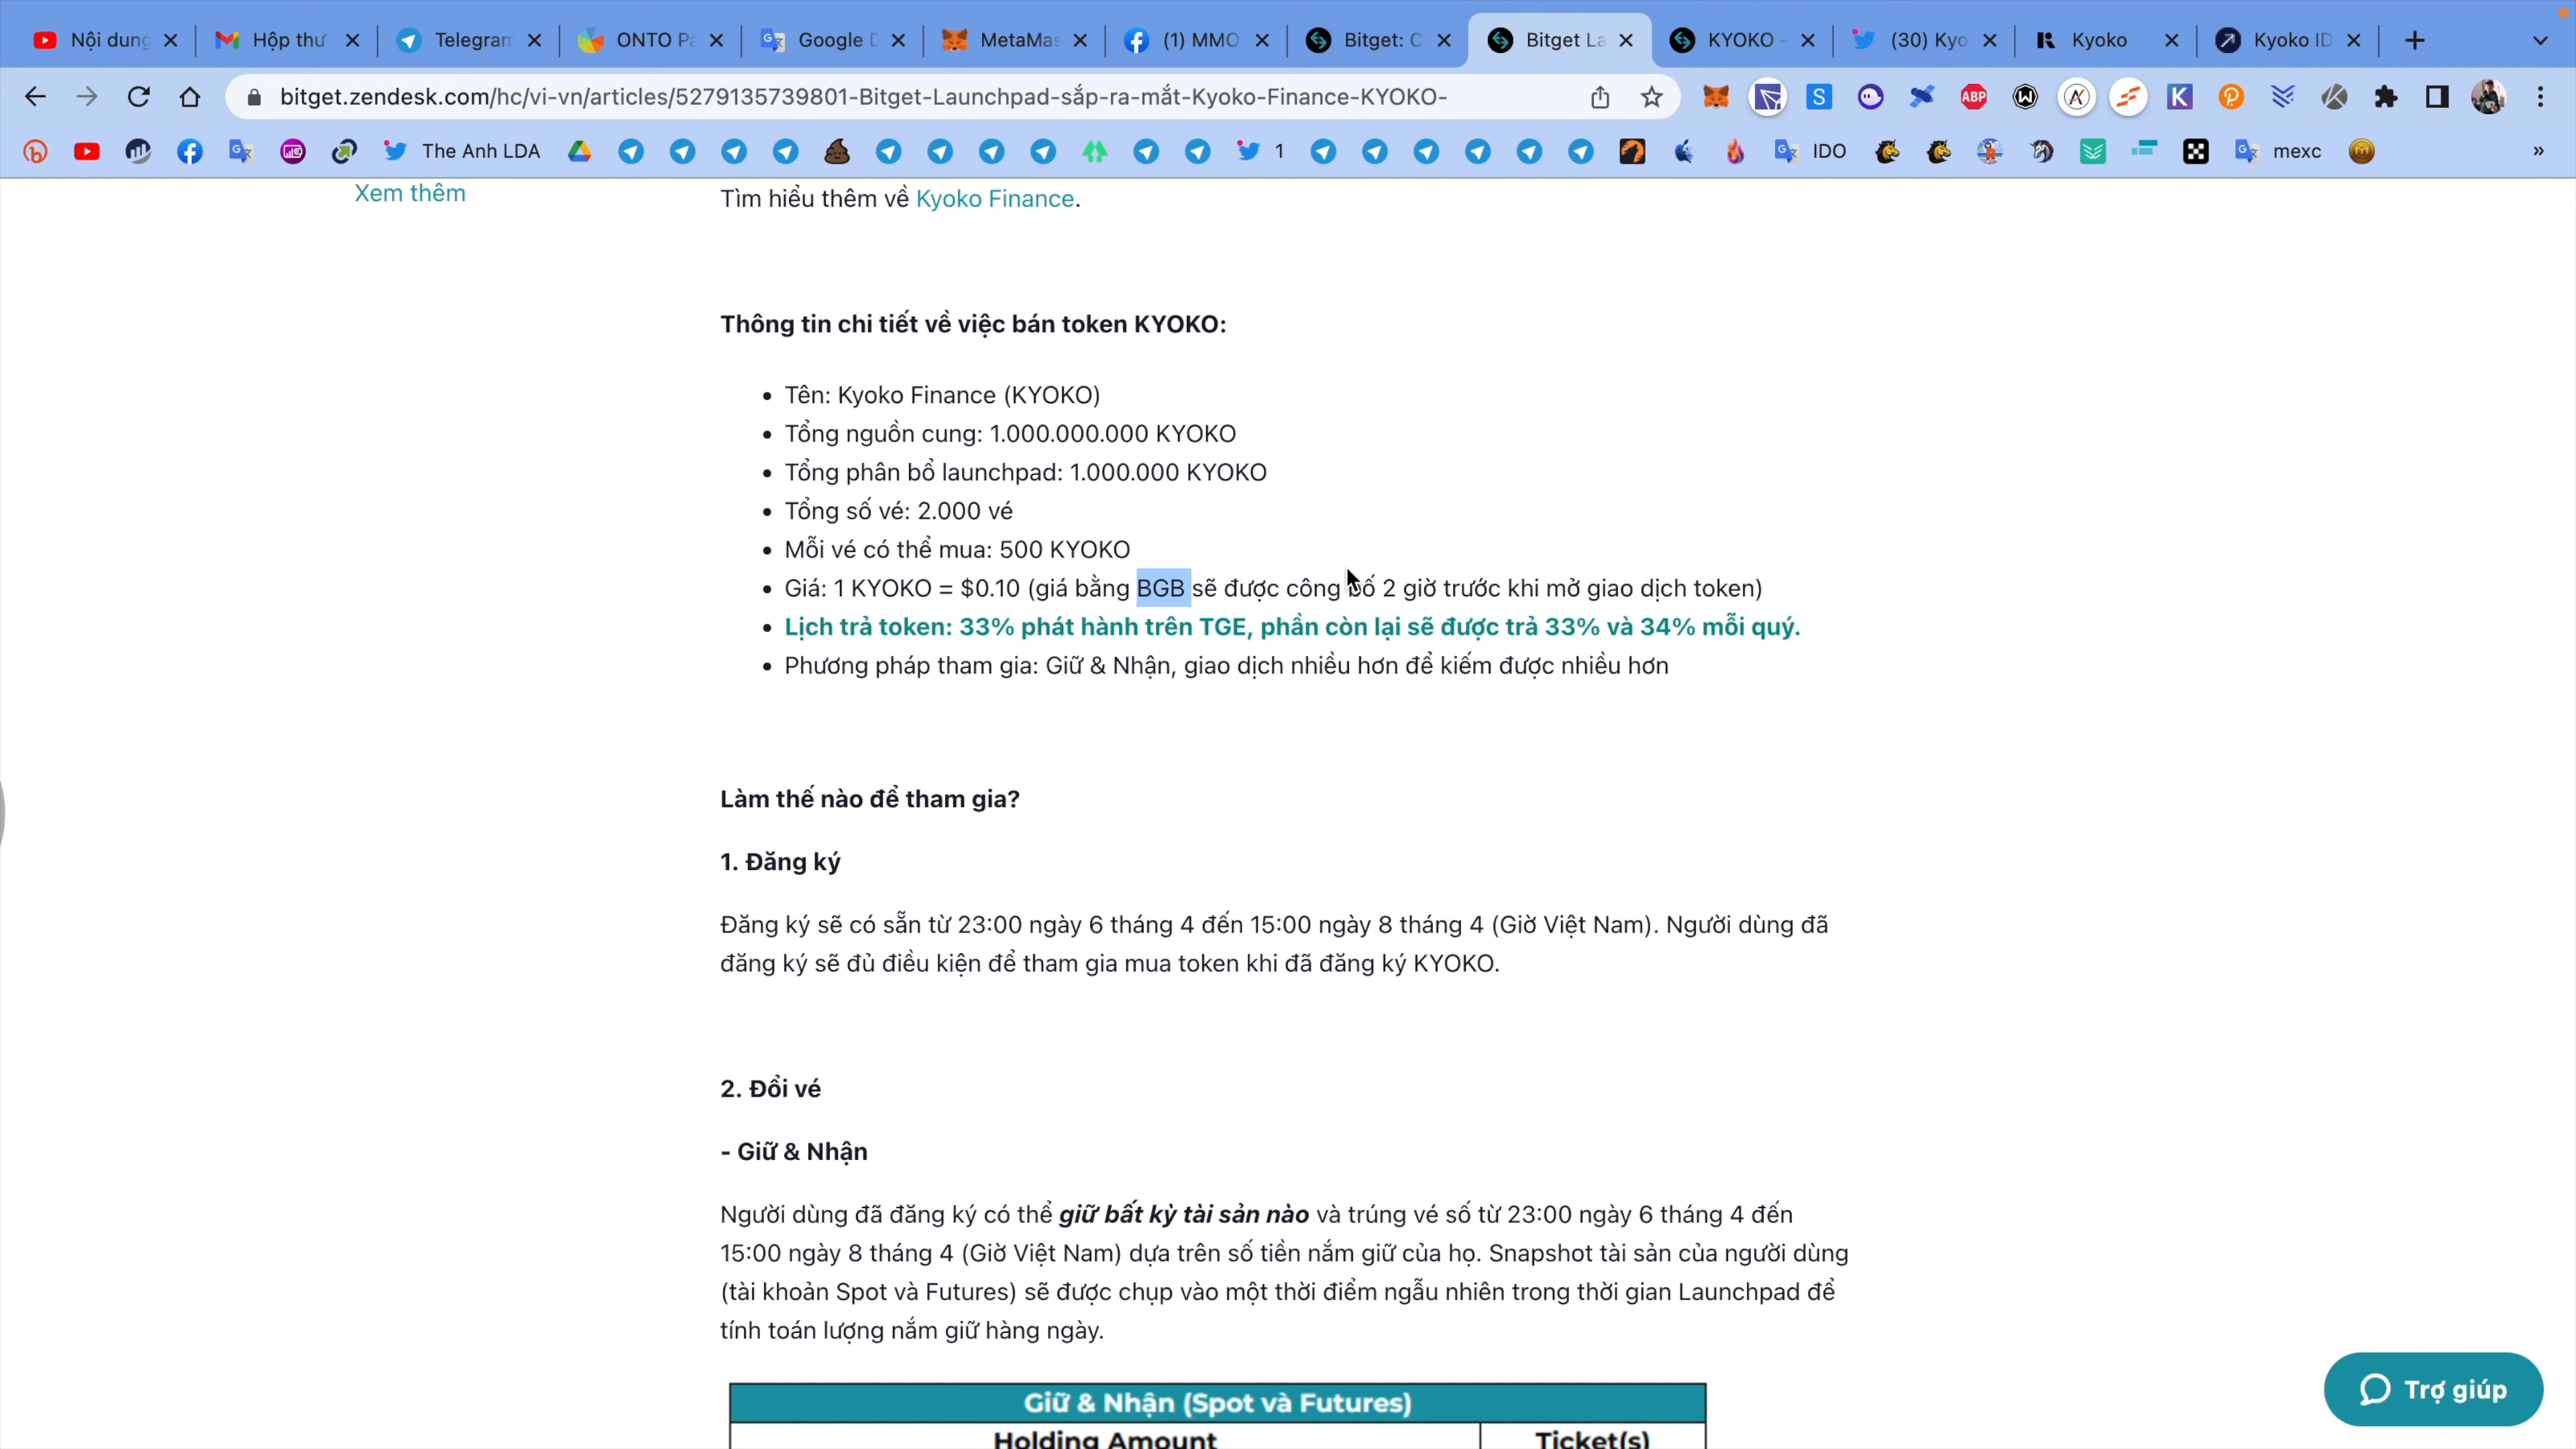 Nội dung
Hộp thư
Telegram
ONTO Pa
Google D
MetaMas
(1) MMO
Bitget: C
Bitget La
KYOKO -
(30) Kyo
Kyoko
Kyoko ID
bitget.zendesk.com/hc/vi-vn/articles/5279135739801-Bitget-Launchpad-sắp-ra-mắt-Kyoko-Finance-KYOKO-
S
ABP
K
The Anh LDA
1
IDO
mexc
»
Xem thêm
Tìm hiểu thêm về Kyoko Finance.
Thông tin chi tiết về việc bán token KYOKO:
• Tên: Kyoko Finance (KYOKO)
• Tổng nguồn cung: 1.000.000.000 KYOKO
• Tổng phân bổ launchpad: 1.000.000 KYOKO
• Tổng số vé: 2.000 vé
• Mỗi vé có thể mua: 500 KYOKO
• Giá: 1 KYOKO = $0.10 (giá bằng BGB sẽ được công bố 2 giờ trước khi mở giao dịch token)
• Lịch trả token: 33% phát hành trên TGE, phần còn lại sẽ được trả 33% và 34% mỗi quý.
• Phương pháp tham gia: Giữ & Nhận, giao dịch nhiều hơn để kiếm được nhiều hơn
Làm thế nào để tham gia?
1. Đăng ký
Đăng ký sẽ có sẵn từ 23:00 ngày 6 tháng 4 đến 15:00 ngày 8 tháng 4 (Giờ Việt Nam). Người dùng đã
đăng ký sẽ đủ điều kiện để tham gia mua token khi đã đăng ký KYOKO.
2. Đổi vé
- Giữ & Nhận
Người dùng đã đăng ký có thể giữ bất kỳ tài sản nào và trúng vé số từ 23:00 ngày 6 tháng 4 đến
15:00 ngày 8 tháng 4 (Giờ Việt Nam) dựa trên số tiền nắm giữ của họ. Snapshot tài sản của người dùng
(tài khoản Spot và Futures) sẽ được chụp vào một thời điểm ngẫu nhiên trong thời gian Launchpad để
tính toán lượng nắm giữ hàng ngày.
Giữ & Nhận (Spot và Futures)
Holding Amount
Ticket(s)
Trợ giúp